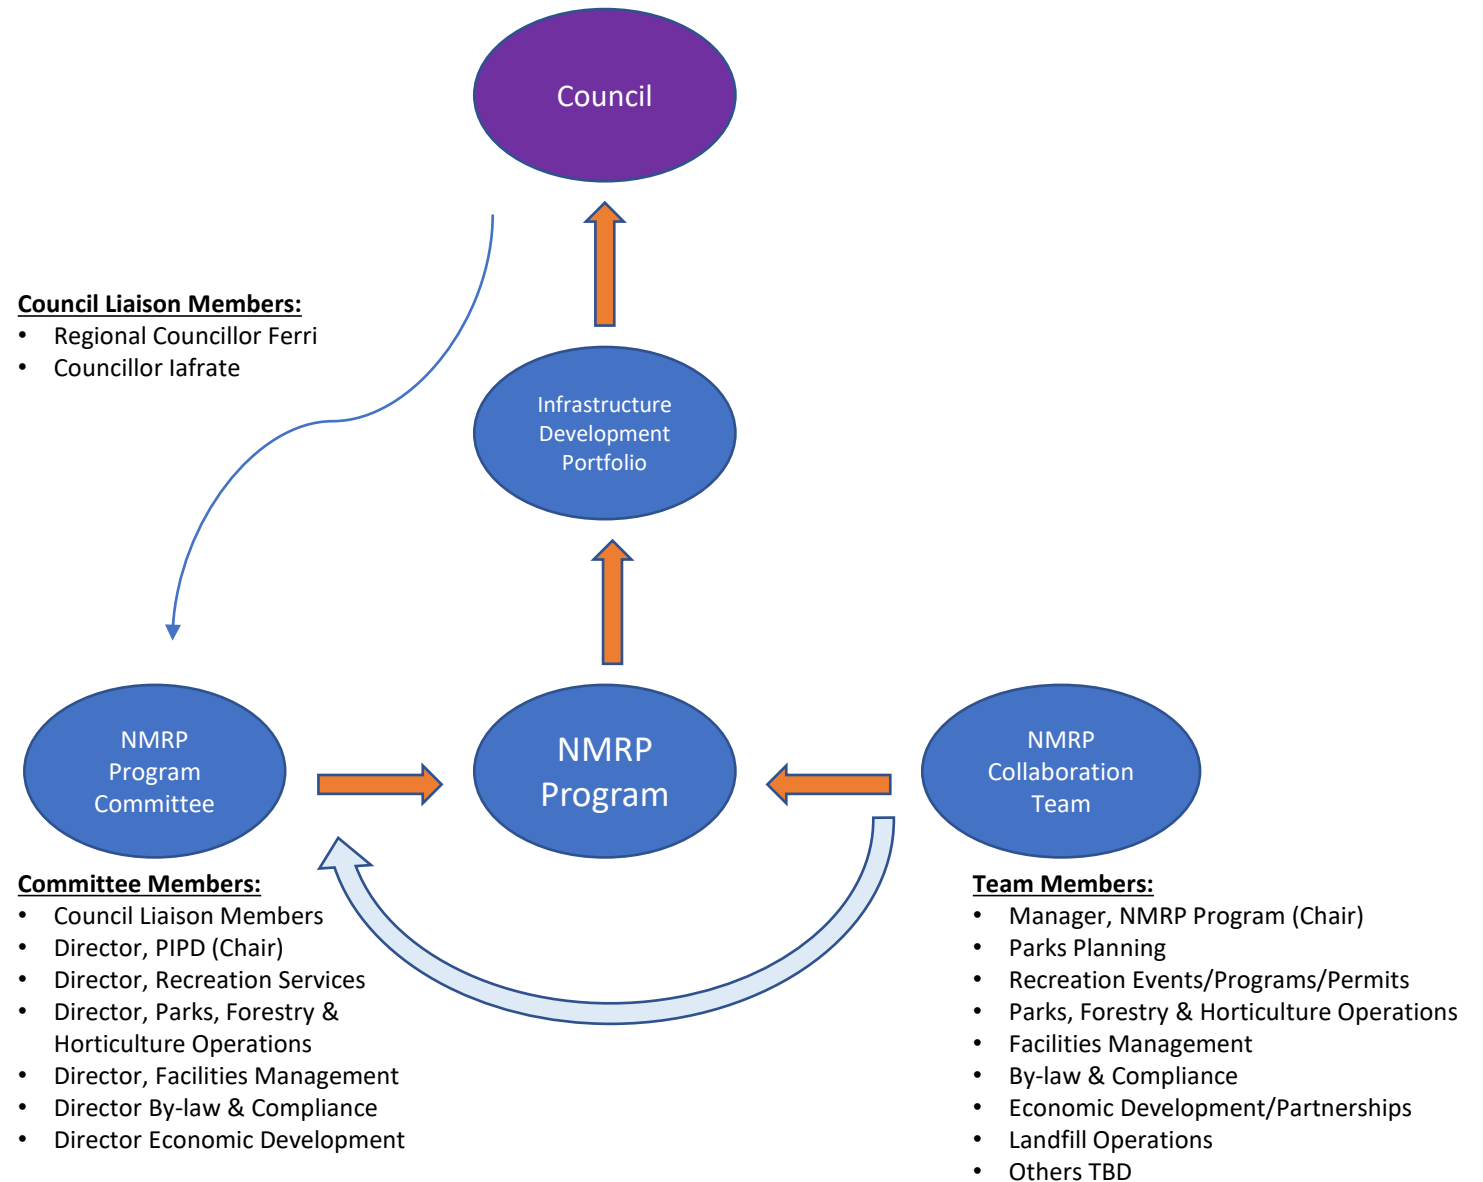 Council
Council Liaison Members:
• Regional Councillor Ferri
• Councillor Iafrate
Infrastructure
Development
Portfolio
NMRP
Program
Committee
NMRP
Program
NMRP
Collaboration
Team
Committee Members:
• Council Liaison Members
• Director, PIPD (Chair)
• Director, Recreation Services
• Director, Parks, Forestry &
Horticulture Operations
• Director, Facilities Management
• Director By-law & Compliance
• Director Economic Development
Team Members:
• Manager, NMRP Program (Chair)
• Parks Planning
• Recreation Events/Programs/Permits
• Parks, Forestry & Horticulture Operations
• Facilities Management
• By-law & Compliance
• Economic Development/Partnerships
• Landfill Operations
• Others TBD